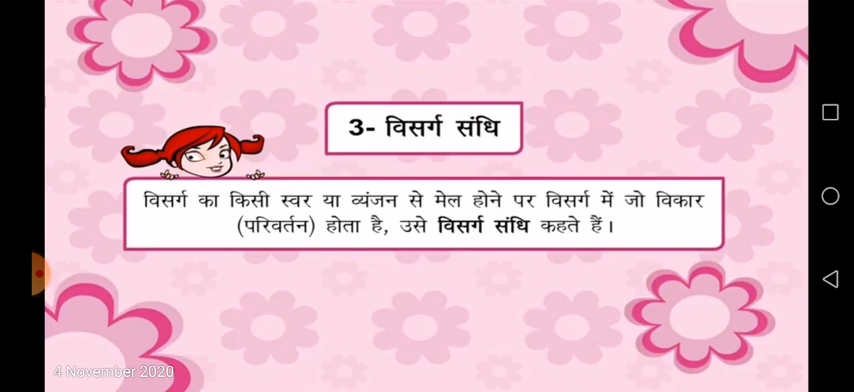 3- विसर्ग संधि
विसर्ग का किसी स्वर या व्यंजन से मेल होने पर विसर्ग में जो विकार
(परिवर्तन) होता है, उसे विसर्ग संधि कहते हैं।
4 November 2020